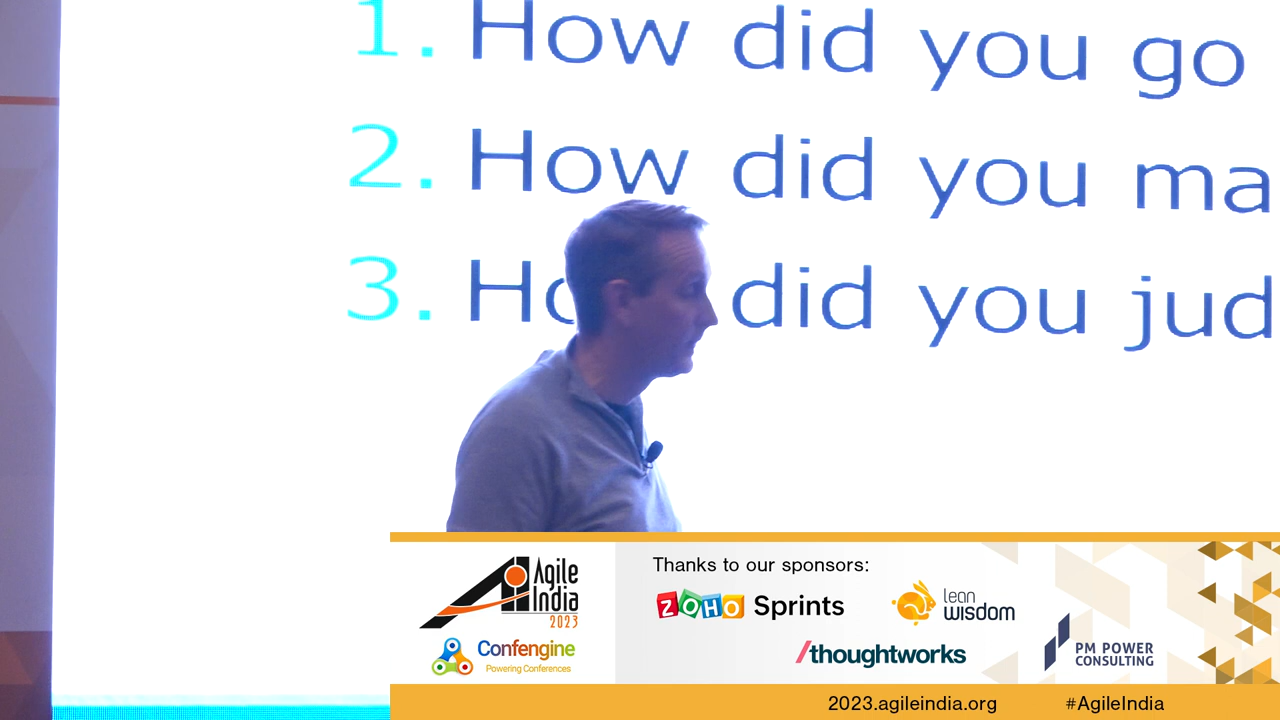 1. How did you go
2. How did you ma
3. Ho did you jud
Agile
India
2023
Confengine
Powering Conferences
Thanks to our sponsors:
ZOHO Sprints
lean
wisdom
/thoughtworks
PM POWER
CONSULTING
2023.agileindia.org
#AgileIndia